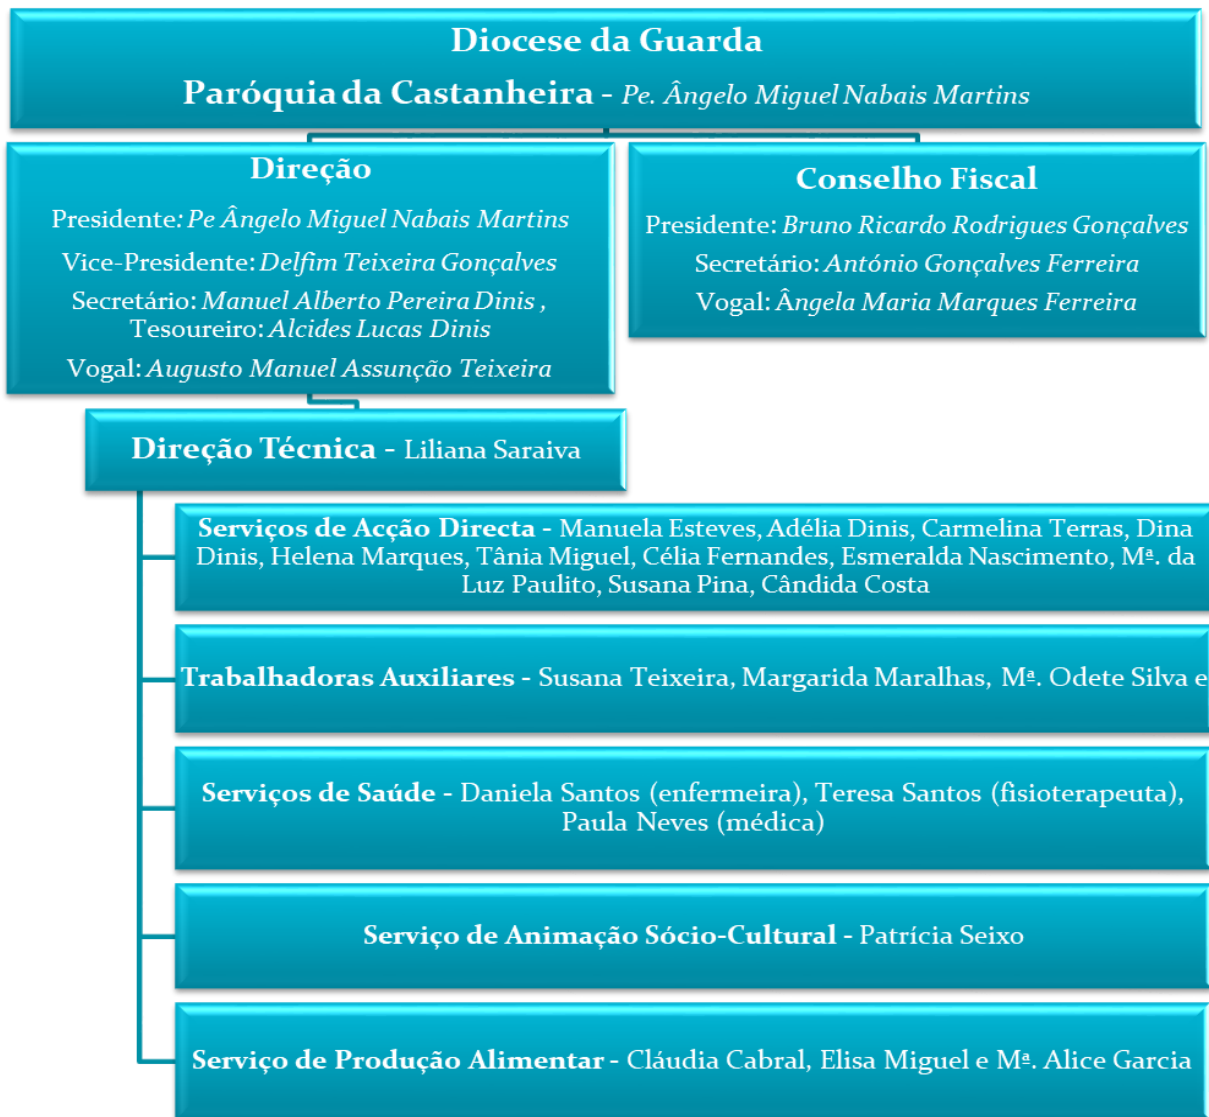 Diocese da Guarda
Paróquia da Castanheira - Pe. Ângelo Miguel Nabais Martins
Direção
Presidente: Pe Ângelo Miguel Nabais Martins
Vice-Presidente: Delfim Teixeira Gonçalves
Secretário: Manuel Alberto Pereira Dinis ,
Tesoureiro: Alcides Lucas Dinis
Vogal: Augusto Manuel Assunção Teixeira
Conselho Fiscal
Presidente: Bruno Ricardo Rodrigues Gonçalves
Secretário: António Gonçalves Ferreira
Vogal: Ângela Maria Marques Ferreira
Direção Técnica - Liliana Saraiva
Serviços de Acção Directa - Manuela Esteves, Adélia Dinis, Carmelina Terras, Dina
Dinis, Helena Marques, Tânia Miguel, Célia Fernandes, Esmeralda Nascimento, Mª. da
Luz Paulito, Susana Pina, Cândida Costa
Trabalhadoras Auxiliares - Susana Teixeira, Margarida Maralhas, Mª. Odete Silva e
Serviços de Saúde - Daniela Santos (enfermeira), Teresa Santos (fisioterapeuta),
Paula Neves (médica)
Serviço de Animação Sócio-Cultural - Patrícia Seixo
Serviço de Produção Alimentar - Cláudia Cabral, Elisa Miguel e Mª. Alice Garcia